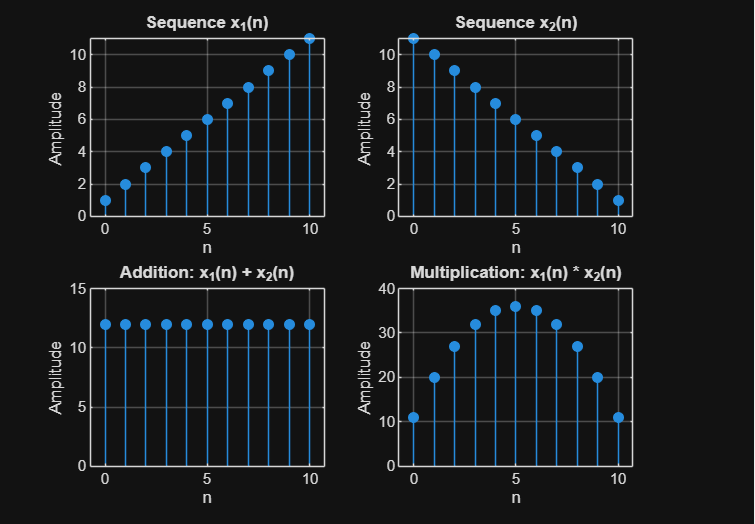 Sequence x₁(n)
10
8
6
4
2
0
Amplitude
0 5 10
n
Sequence x₂(n)
10
8
6
4
2
0
Amplitude
0 5 10
n
Addition: x₁(n) + x₂(n)
15
10
5
0
Amplitude
0 5 10
n
Multiplication: x₁(n) * x₂(n)
40
30
20
10
0
Amplitude
0 5 10
n